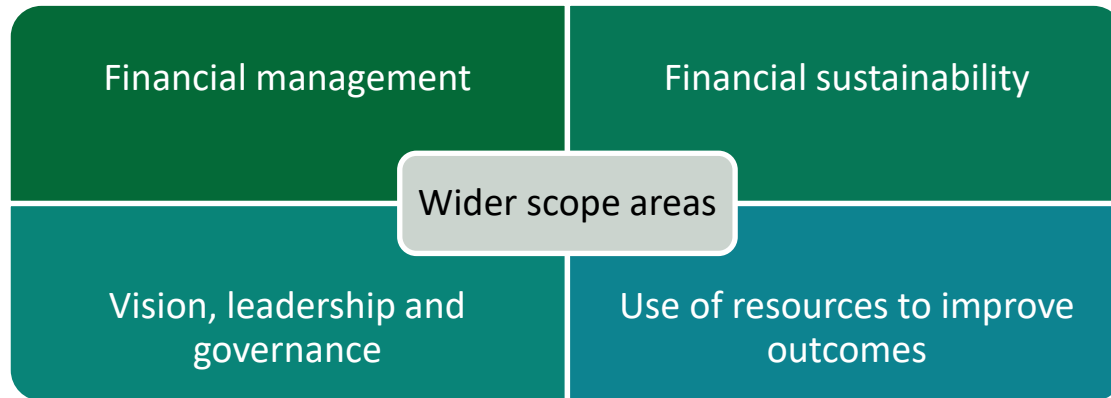 Financial management
Financial sustainability
Wider scope areas
Vision, leadership and
governance
Use of resources to improve
outcomes